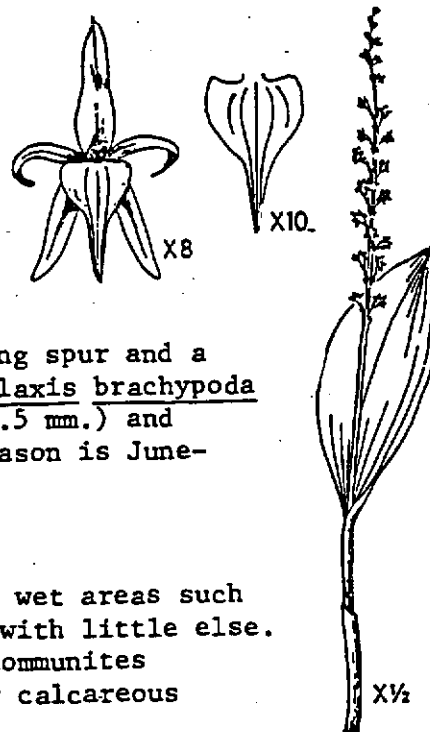 X8
X10
ng spur and a
laxis brachypoda
.5 mm.) and
ason is June-
wet areas such
with little else.
ommunites
calcareous
X½